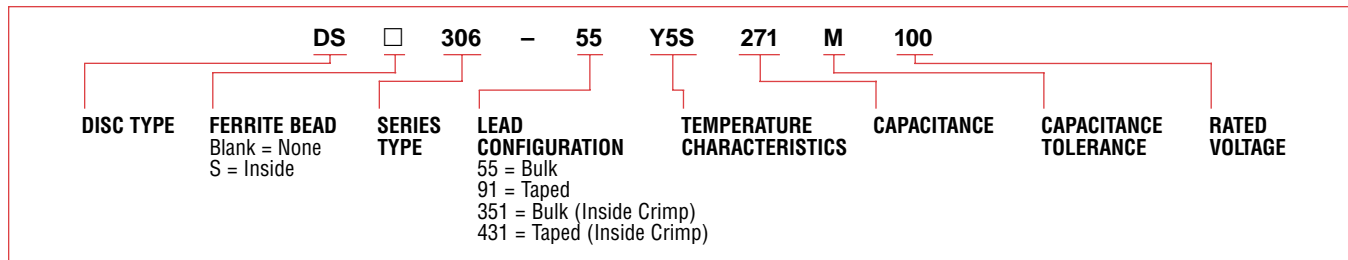 DS □ 306 – 55 Y5S 271 M 100
DISC TYPE
FERRITE BEAD
Blank = None
S = Inside
SERIES
TYPE
LEAD
CONFIGURATION
55 = Bulk
91 = Taped
351 = Bulk (Inside Crimp)
431 = Taped (Inside Crimp)
TEMPERATURE
CHARACTERISTICS
CAPACITANCE
CAPACITANCE
TOLERANCE
RATED
VOLTAGE